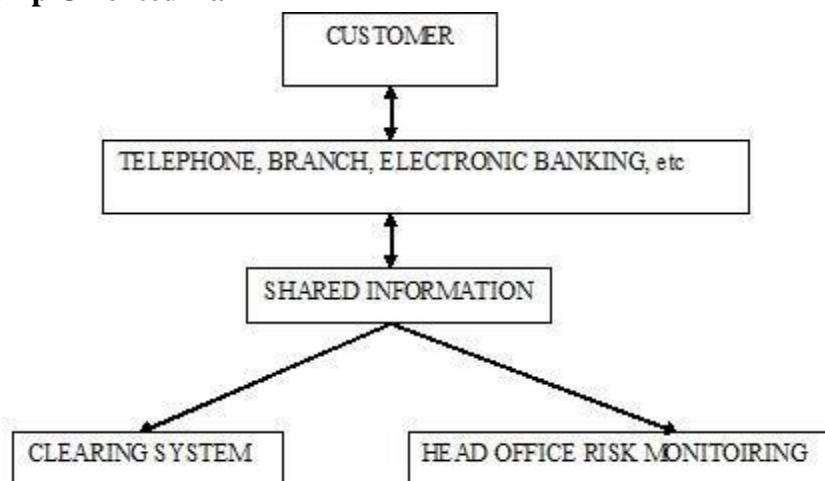 CUSTOMER
TELEPHONE, BRANCH, ELECTRONIC BANKING, etc
SHARED INFORMATION
CLEARING SYSTEM
HEAD OFFICE RISK MONITOIRING